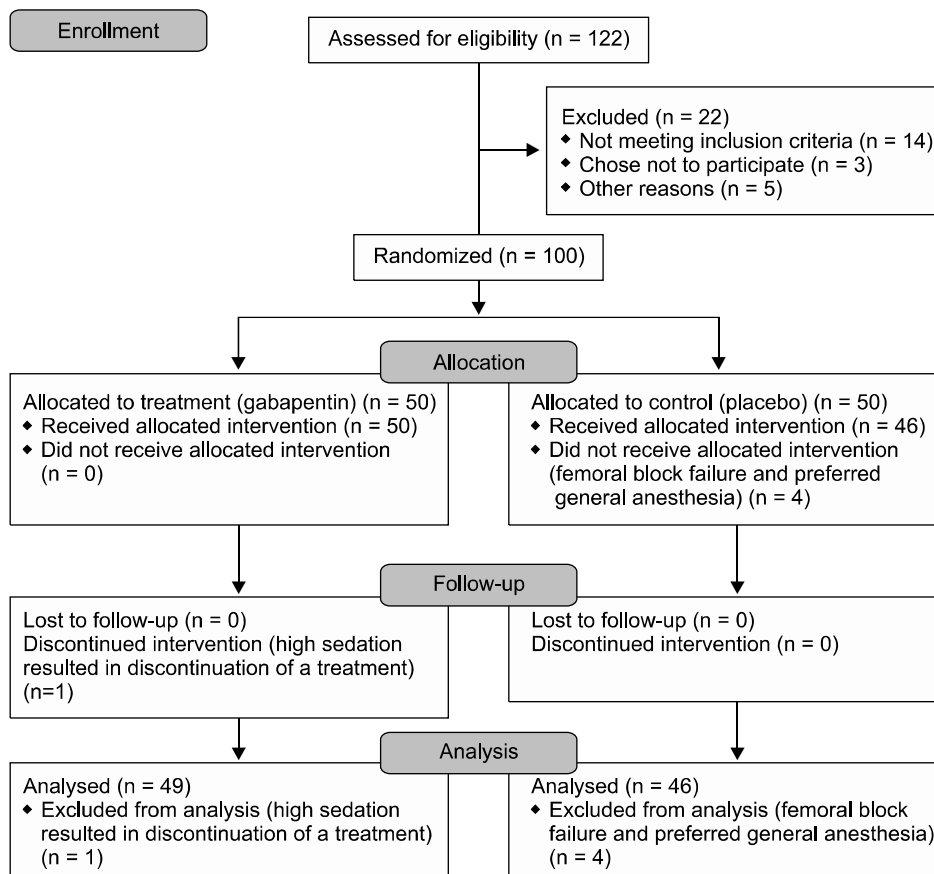 Enrollment
Assessed for eligibility (n = 122)
Excluded (n = 22)
◆ Not meeting inclusion criteria (n = 14)
◆ Chose not to participate (n = 3)
◆ Other reasons (n = 5)
Randomized (n = 100)
Allocation
Allocated to treatment (gabapentin) (n = 50)
◆ Received allocated intervention (n = 50)
◆ Did not receive allocated intervention
(n = 0)
Allocated to control (placebo) (n = 50)
◆ Received allocated intervention (n = 46)
◆ Did not receive allocated intervention
(femoral block failure and preferred
general anesthesia) (n = 4)
Follow-up
Lost to follow-up (n = 0)
Discontinued intervention (high sedation
resulted in discontinuation of a treatment)
(n=1)
Lost to follow-up (n = 0)
Discontinued intervention (n = 0)
Analysis
Analysed (n = 49)
◆ Excluded from analysis (high sedation
resulted in discontinuation of a treatment)
(n = 1)
Analysed (n = 46)
◆ Excluded from analysis (femoral block
failure and preferred general anesthesia)
(n = 4)